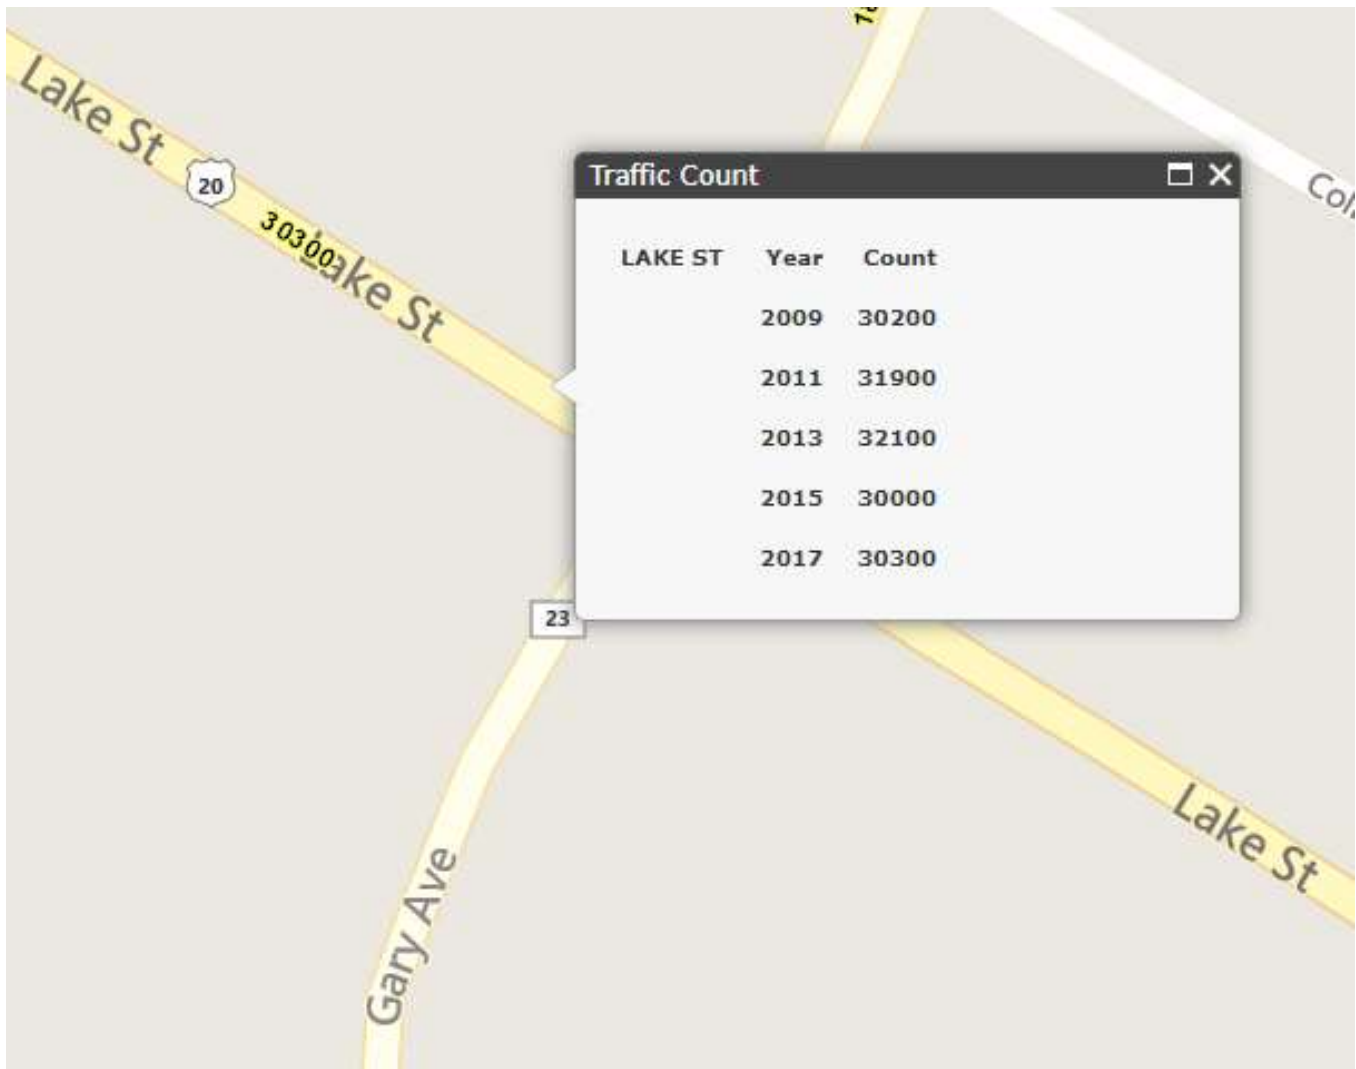 Lake St
20
30300
Lake St
Traffic Count
LAKE ST Year Count
2009 30200
2011 31900
2013 32100
2015 30000
2017 30300
23
Lake St
Gary Ave